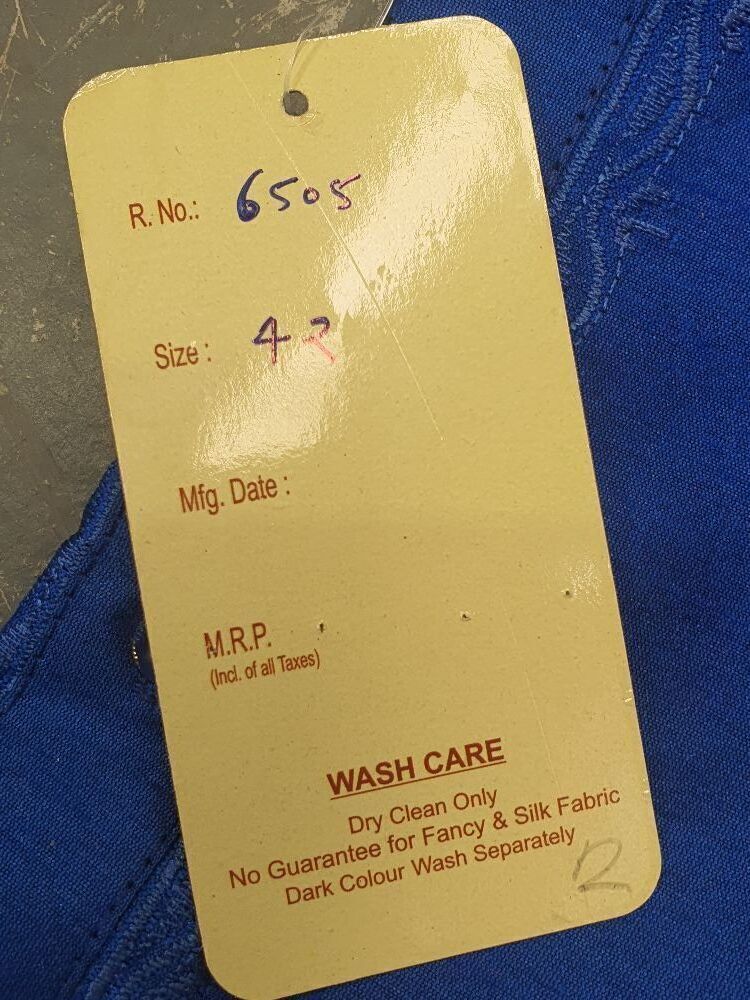 R. No.: 6505
Size : 42
Mfg. Date :
M.R.P.
(Incl. of all Taxes)
WASH CARE
Dry Clean Only
No Guarantee for Fancy & Silk Fabric
Dark Colour Wash Separately